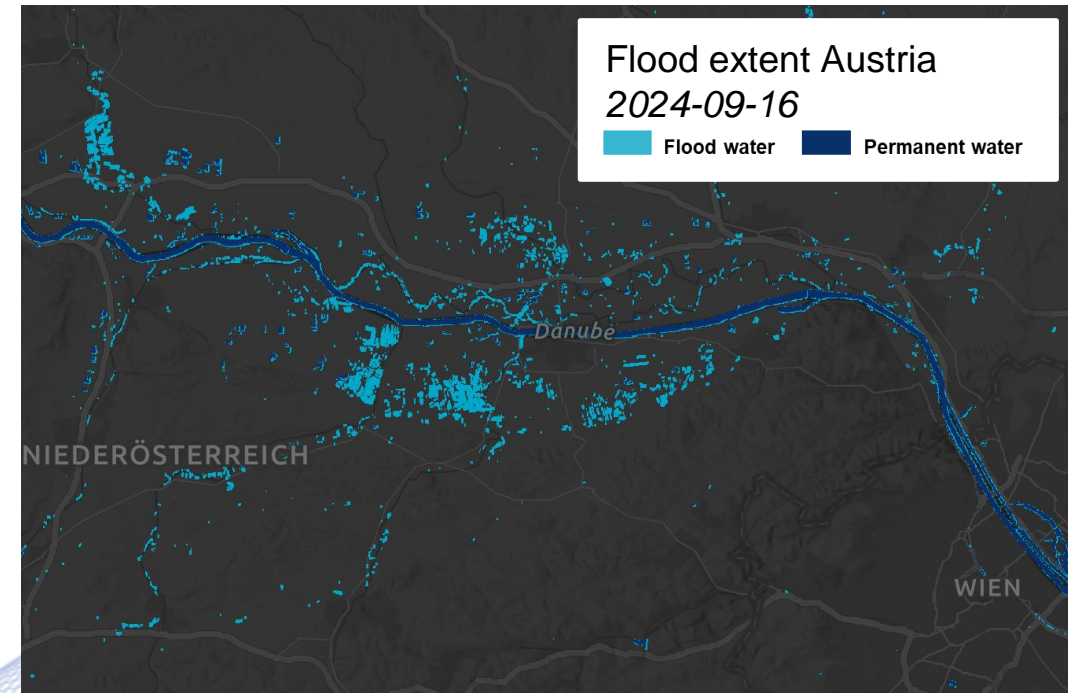 Flood extent Austria
2024-09-16
Flood water Permanent water
Danube
NIEDERÖSTERREICH
WIEN